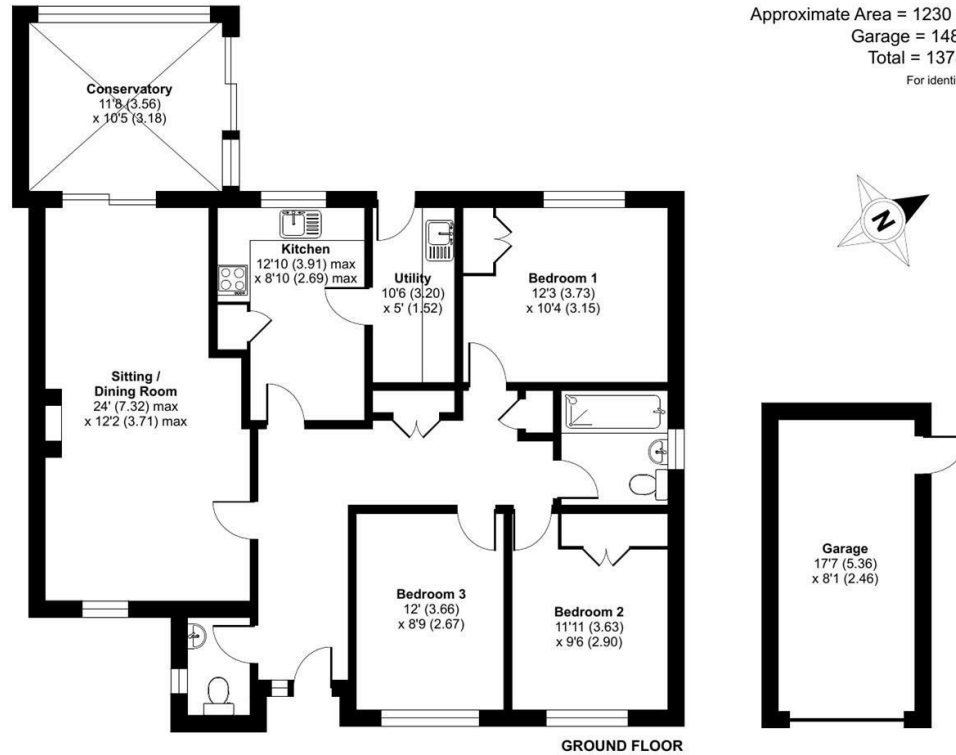 Approximate Area = 1230
Garage = 148
Total = 137
For identi
Conservatory
11'8 (3.56)
x 10'5 (3.18)
Kitchen
12'10 (3.91) max
x 8'10 (2.69) max
Utility
10'6 (3.20)
x 5' (1.52)
Bedroom 1
12'3 (3.73)
x 10'4 (3.15)
N
Sitting /
Dining Room
24' (7.32) max
x 12'2 (3.71) max
Bedroom 3
12' (3.66)
x 8'9 (2.67)
Bedroom 2
11'11 (3.63)
x 9'6 (2.90)
Garage
17'7 (5.36)
x 8'1 (2.46)
GROUND FLOOR